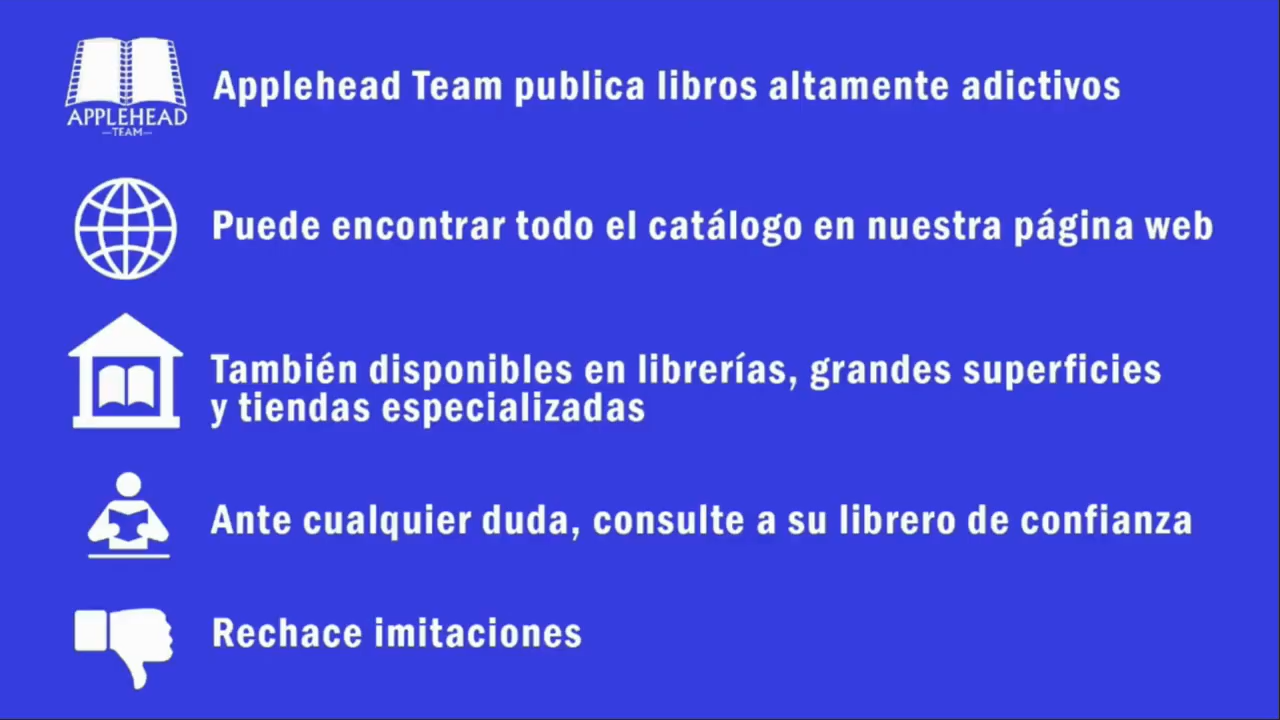 APPLEHEAD
TEAM
Applehead Team publica libros altamente adictivos
Puede encontrar todo el catálogo en nuestra página web
También disponibles en librerías, grandes superficies
y tiendas especializadas
Ante cualquier duda, consulte a su librero de confianza
Rechace imitaciones